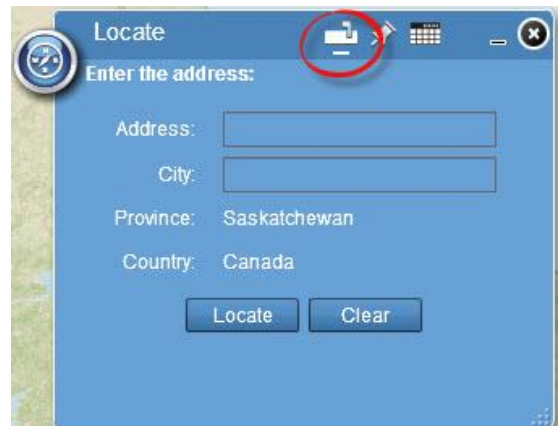 Locate
Enter the address:
Address:
City:
Province: Saskatchewan
Country: Canada
Locate Clear